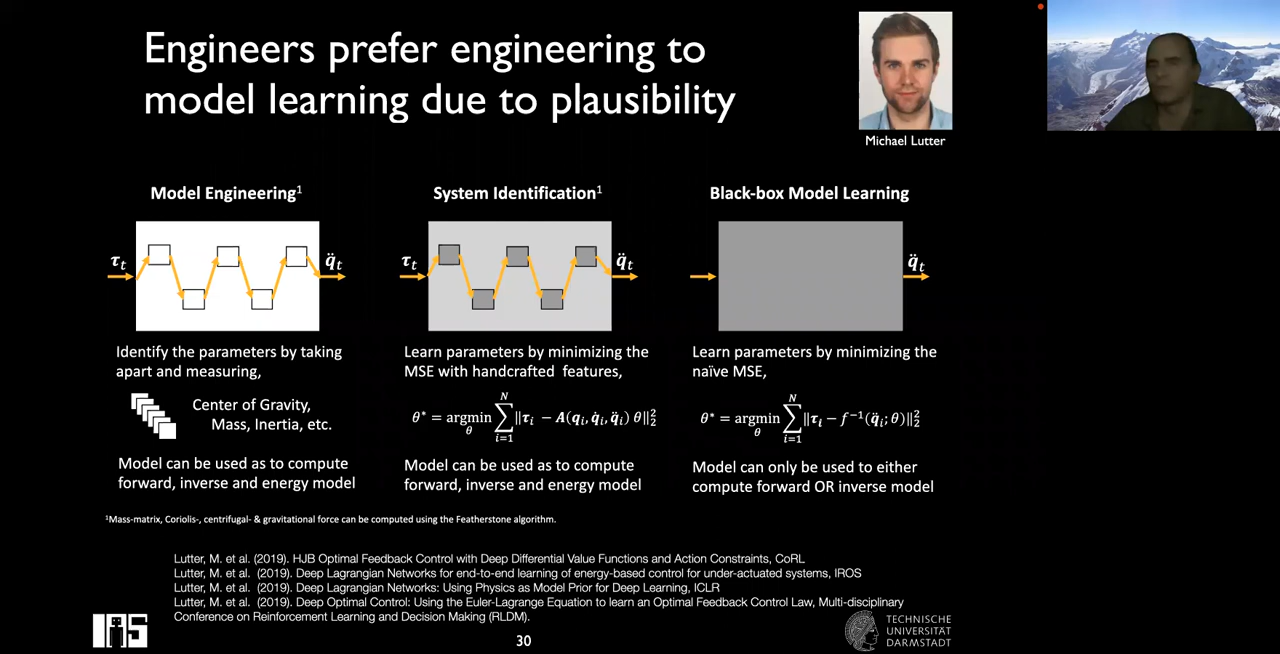 Engineers prefer engineering to
model learning due to plausibility
Michael Lutter
Model Engineering¹
τₜ
q̈ₜ
Identify the parameters by taking
apart and measuring,
Center of Gravity,
Mass, Inertia, etc.
Model can be used as to compute
forward, inverse and energy model
System Identification¹
τₜ
q̈ₜ
Learn parameters by minimizing the
MSE with handcrafted features,
θ* = argmin_θ ∑_{i=1}^{N} ‖τᵢ − A(qᵢ, q̇ᵢ, q̈ᵢ) θ‖₂²
Model can be used as to compute
forward, inverse and energy model
Black-box Model Learning
q̈ₜ
Learn parameters by minimizing the
naïve MSE,
θ* = argmin_θ ∑_{i=1}^{N} ‖τᵢ − f⁻¹(q̈ᵢ; θ)‖₂²
Model can only be used to either
compute forward OR inverse model
¹Mass-matrix, Coriolis-, centrifugal- & gravitational force can be computed using the Featherstone algorithm.
Lutter, M. et al. (2019). HJB Optimal Feedback Control with Deep Differential Value Functions and Action Constraints, CoRL
Lutter, M. et al. (2019). Deep Lagrangian Networks for end-to-end learning of energy-based control for under-actuated systems, IROS
Lutter, M. et al. (2019). Deep Lagrangian Networks: Using Physics as Model Prior for Deep Learning, ICLR
Lutter, M. et al. (2019). Deep Optimal Control: Using the Euler-Lagrange Equation to learn an Optimal Feedback Control Law, Multi-disciplinary
Conference on Reinforcement Learning and Decision Making (RLDM).
IAS
30
TECHNISCHE
UNIVERSITÄT
DARMSTADT